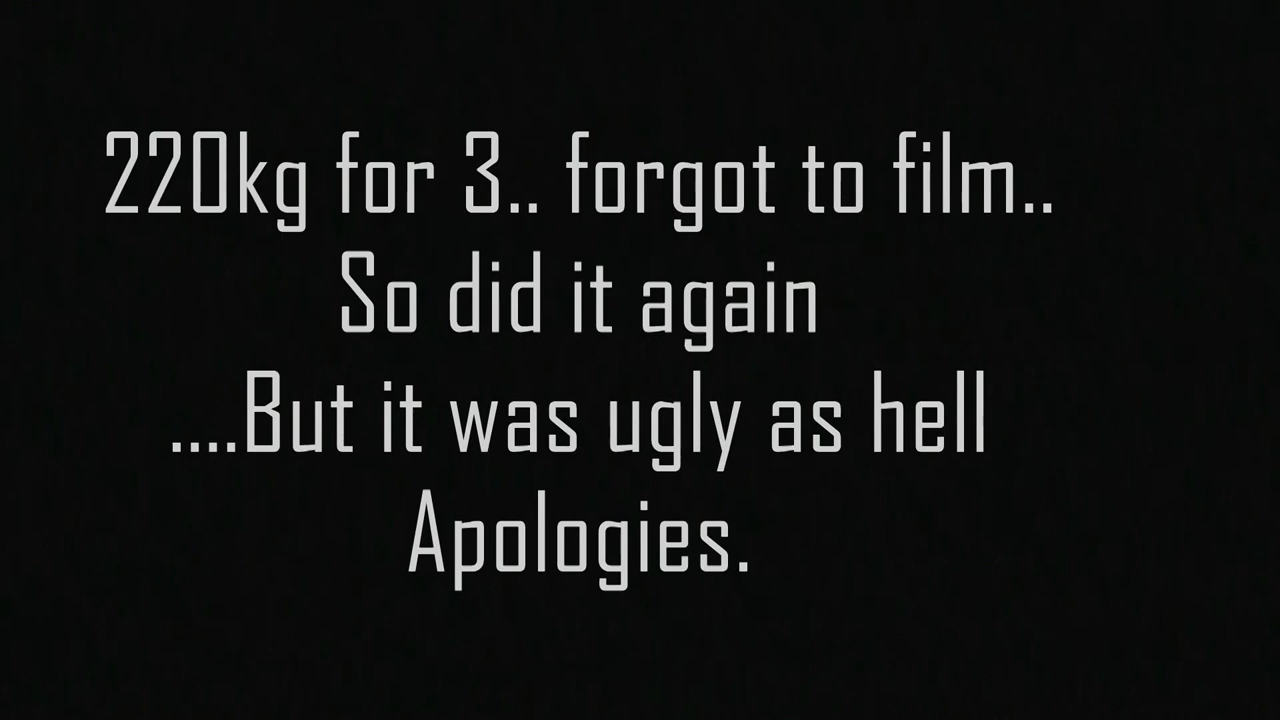 220kg for 3.. forgot to film..
So did it again
....But it was ugly as hell
Apologies.